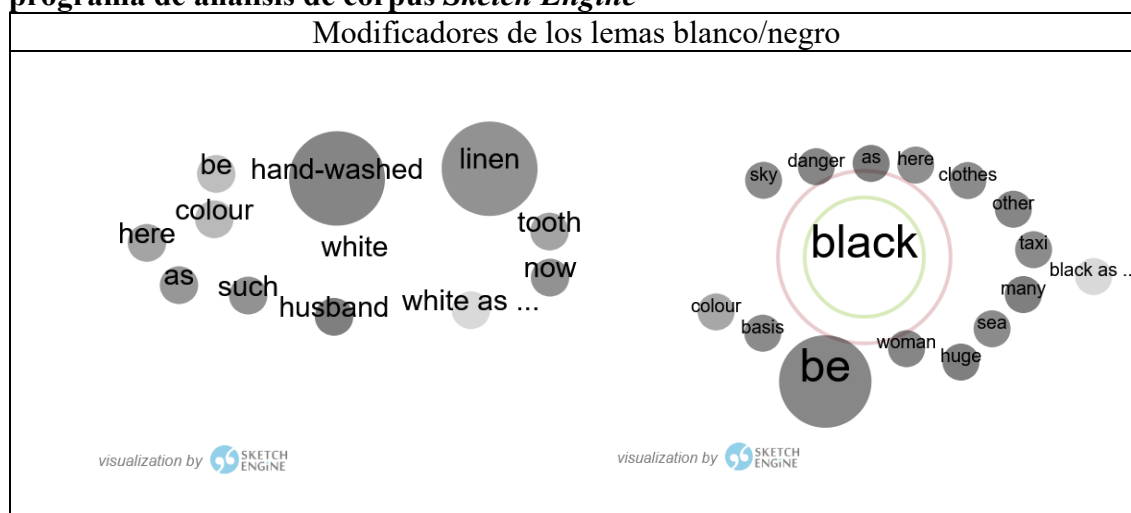 programa de análisis de corpus Sketch Engine
Modificadores de los lemas blanco/negro
be
hand-washed
linen
colour
here
white
tooth
now
as
such
husband
white as ...
visualization by SKETCH ENGINE
sky
danger
as
here
clothes
other
black
taxi
black as ..
many
colour
basis
sea
woman
huge
be
visualization by SKETCH ENGINE